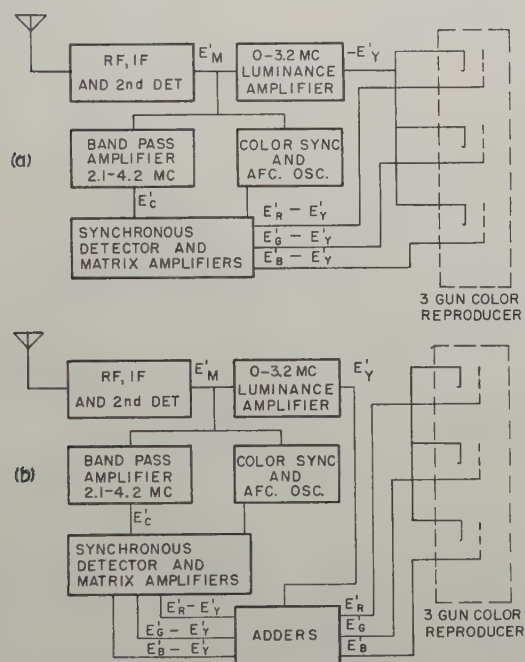 RF, IF
AND 2nd DET
E'M
0-3.2 MC
LUMINANCE
AMPLIFIER
-E'Y
(a)
BAND PASS
AMPLIFIER
2.1-4.2 MC
COLOR SYNC
AND
AFC. OSC.
E'C
SYNCHRONOUS
DETECTOR AND
MATRIX AMPLIFIERS
E'R - E'Y
E'G - E'Y
E'B - E'Y
3 GUN COLOR
REPRODUCER
RF, IF
AND 2nd DET
E'M
0-3.2 MC
LUMINANCE
AMPLIFIER
E'Y
(b)
BAND PASS
AMPLIFIER
2.1-4.2 MC
COLOR SYNC
AND
AFC. OSC.
E'C
SYNCHRONOUS
DETECTOR AND
MATRIX AMPLIFIERS
E'R-E'Y
E'G - E'Y
E'B - E'Y
ADDERS
E'R
E'G
E'B
3 GUN COLOR
REPRODUCER